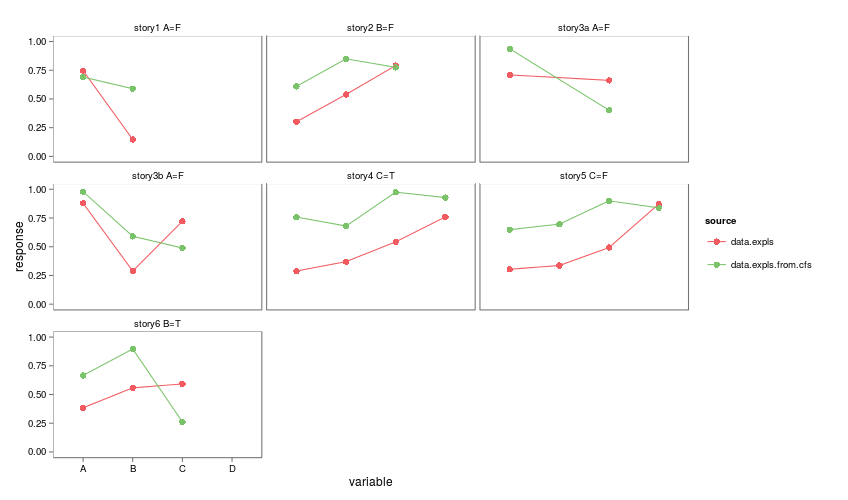 story1 A=F
story2 B=F
story3a A=F
1.00
0.75
0.50
0.25
0.00
story3b A=F
story4 C=T
story5 C=F
1.00
0.75
0.50
0.25
0.00
response
source
data.expls
data.expls.from.cfs
story6 B=T
1.00
0.75
0.50
0.25
0.00
A B C D
variable